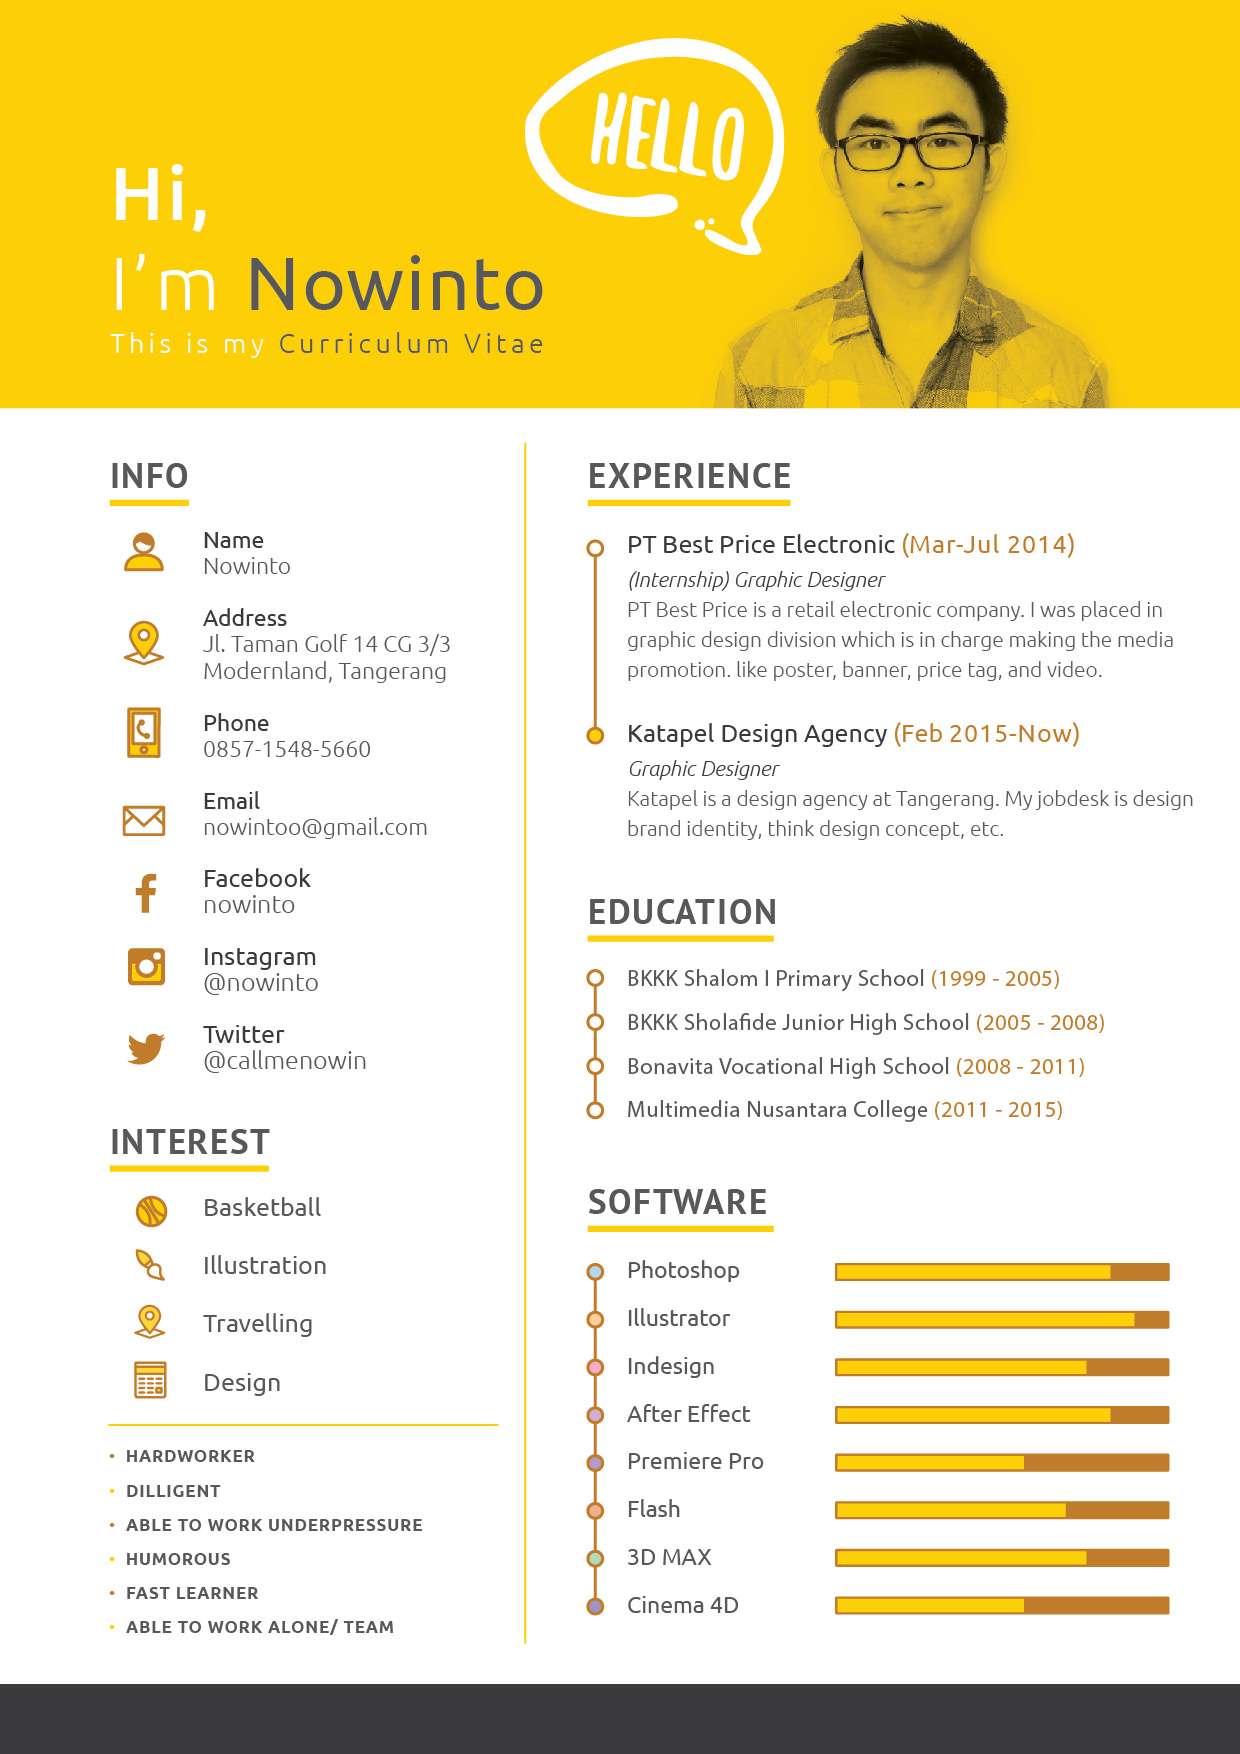 HELLO
Hi,
I'm Nowinto
This is my Curriculum Vitae
INFO
Name
Nowinto
Address
Jl. Taman Golf 14 CG 3/3
Modernland, Tangerang
Phone
0857-1548-5660
Email
nowintoo@gmail.com
Facebook
nowinto
Instagram
@nowinto
Twitter
@callmenowin
INTEREST
Basketball
Illustration
Travelling
Design
• HARDWORKER
• DILLIGENT
• ABLE TO WORK UNDERPRESSURE
• HUMOROUS
• FAST LEARNER
• ABLE TO WORK ALONE/ TEAM
EXPERIENCE
PT Best Price Electronic (Mar-Jul 2014)
(Internship) Graphic Designer
PT Best Price is a retail electronic company. I was placed in
graphic design division which is in charge making the media
promotion. like poster, banner, price tag, and video.
Katapel Design Agency (Feb 2015-Now)
Graphic Designer
Katapel is a design agency at Tangerang. My jobdesk is design
brand identity, think design concept, etc.
EDUCATION
BKKK Shalom I Primary School (1999 - 2005)
BKKK Sholafide Junior High School (2005 - 2008)
Bonavita Vocational High School (2008 - 2011)
Multimedia Nusantara College (2011 - 2015)
SOFTWARE
Photoshop
Illustrator
Indesign
After Effect
Premiere Pro
Flash
3D MAX
Cinema 4D